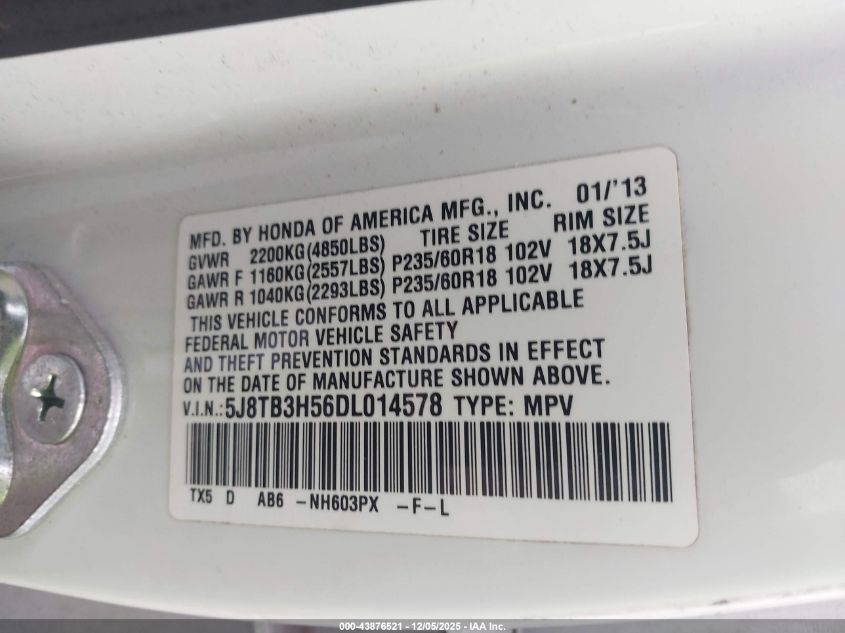 MFD. BY HONDA OF AMERICA MFG., INC. 01/'13
GVWR 2200KG(4850LBS) TIRE SIZE RIM SIZE
GAWR F 1160KG(2557LBS) P235/60R18 102V 18X7.5J
GAWR R 1040KG(2293LBS) P235/60R18 102V 18X7.5J
THIS VEHICLE CONFORMS TO ALL APPLICABLE
FEDERAL MOTOR VEHICLE SAFETY
AND THEFT PREVENTION STANDARDS IN EFFECT
ON THE DATE OF MANUFACTURE SHOWN ABOVE.
V.I.N.: 5J8TB3H56DL014578 TYPE: MPV
TX5 D AB6 -NH603PX -F-L
000-43876521 - 12/05/2025 - IAA Inc.